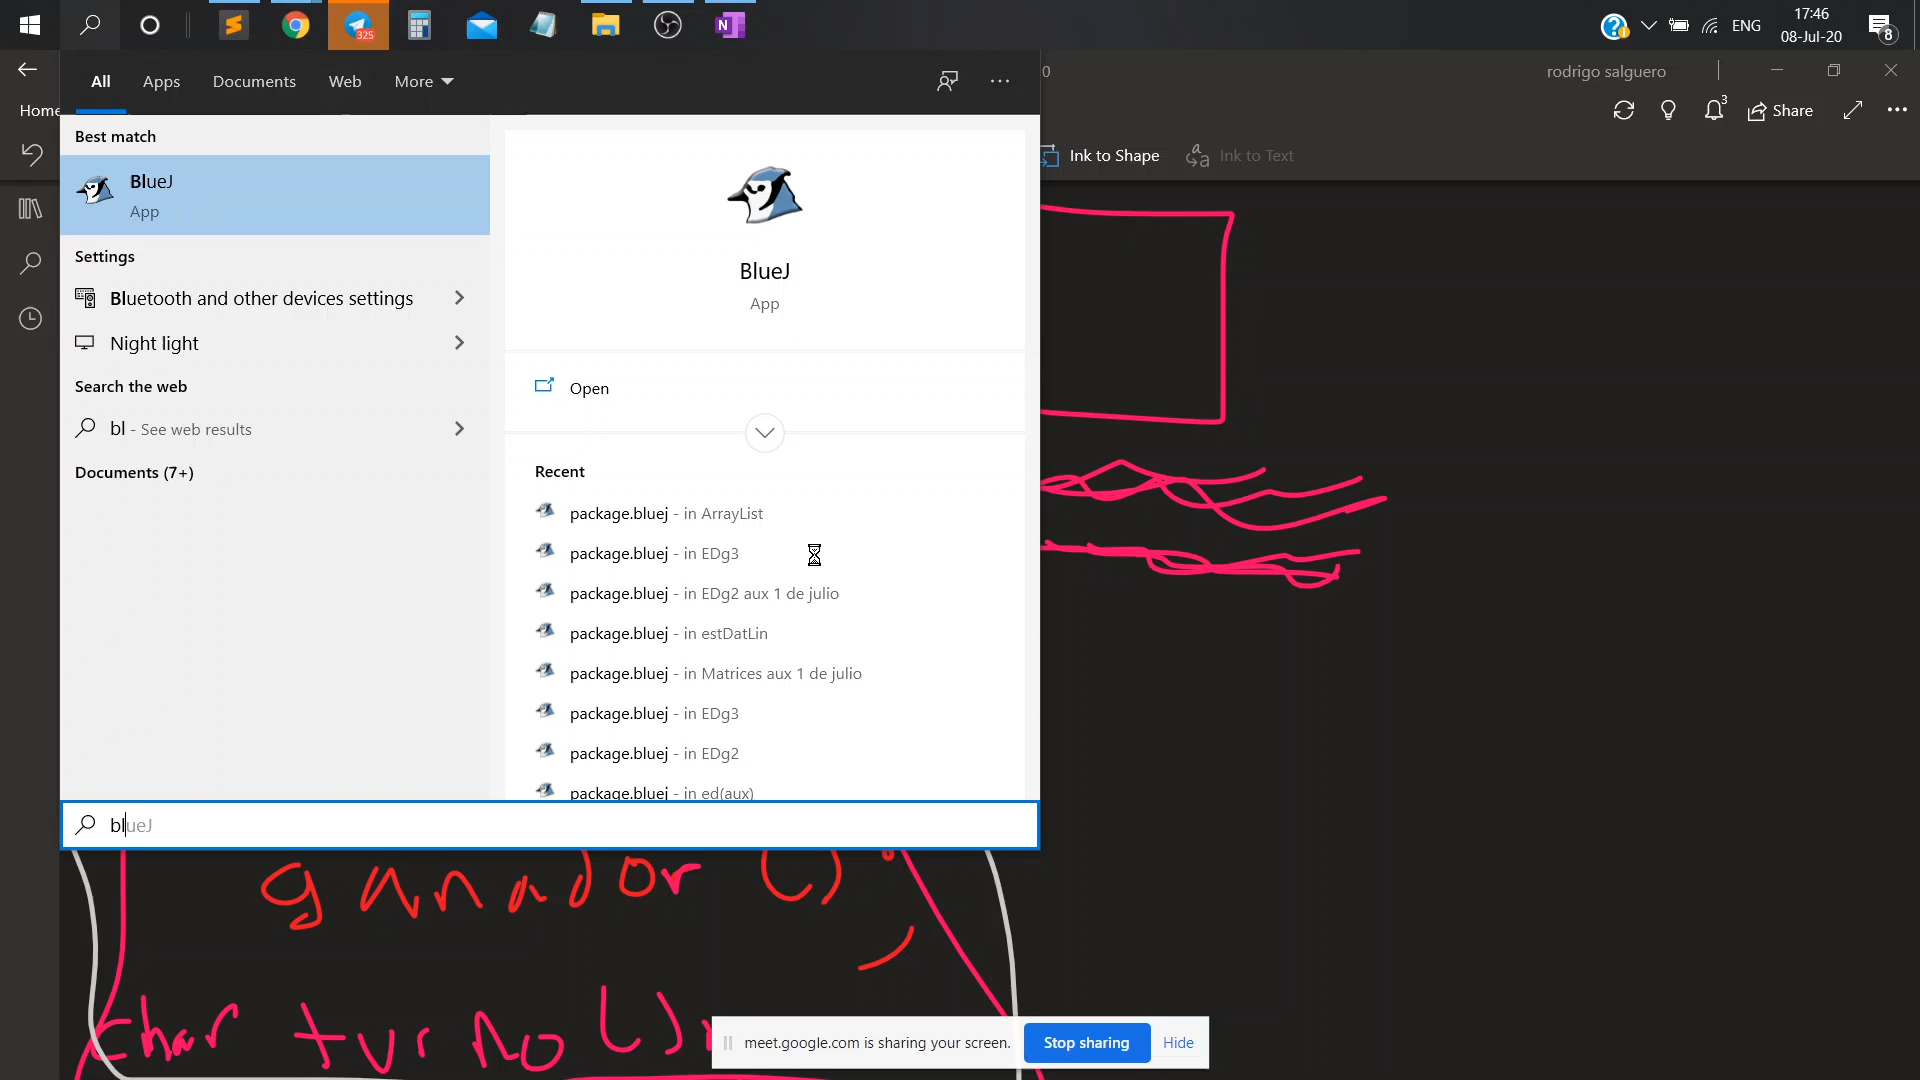 325
ENG
17:46
08-Jul-20
8
All
Apps
Documents
Web
More
0
rodrigo salguero
Home
3
Share
Ink to Shape
Ink to Text
Best match
BlueJ
App
Settings
Bluetooth and other devices settings
Night light
Search the web
bl - See web results
Documents (7+)
BlueJ
App
Open
Recent
package.bluej - in ArrayList
package.bluej - in EDg3
package.bluej - in EDg2 aux 1 de julio
package.bluej - in estDatLin
package.bluej - in Matrices aux 1 de julio
package.bluej - in EDg3
package.bluej - in EDg2
package.bluej - in ed(aux)
blueJ
ganador ();
char turno ()
meet.google.com is sharing your screen.
Stop sharing
Hide